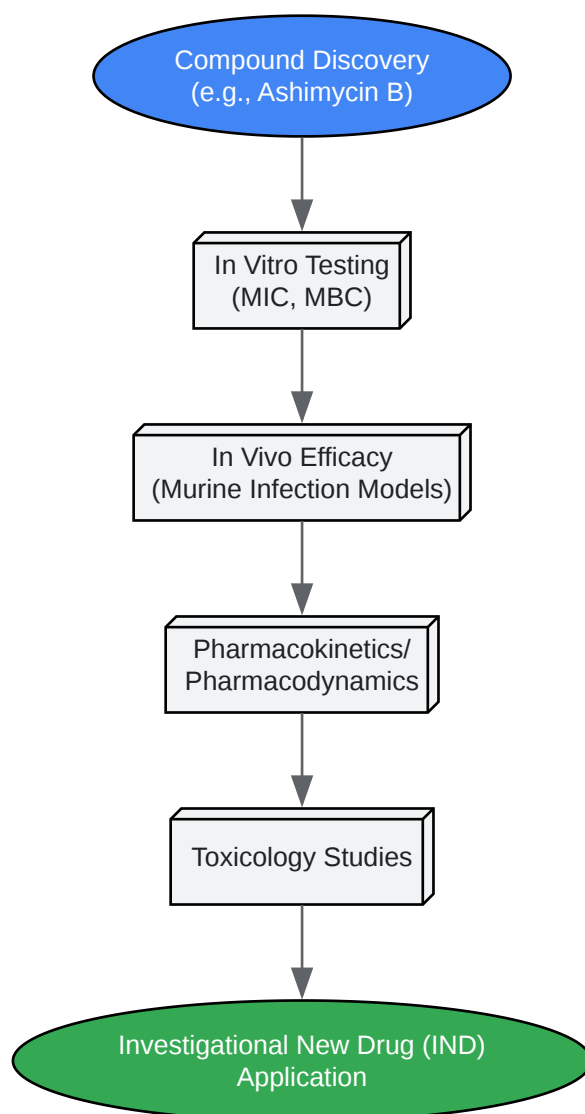 Compound Discovery
(e.g., Ashimycin B)
In Vitro Testing
(MIC, MBC)
In Vivo Efficacy
(Murine Infection Models)
Pharmacokinetics/
Pharmacodynamics
Toxicology Studies
Investigational New Drug (IND)
Application